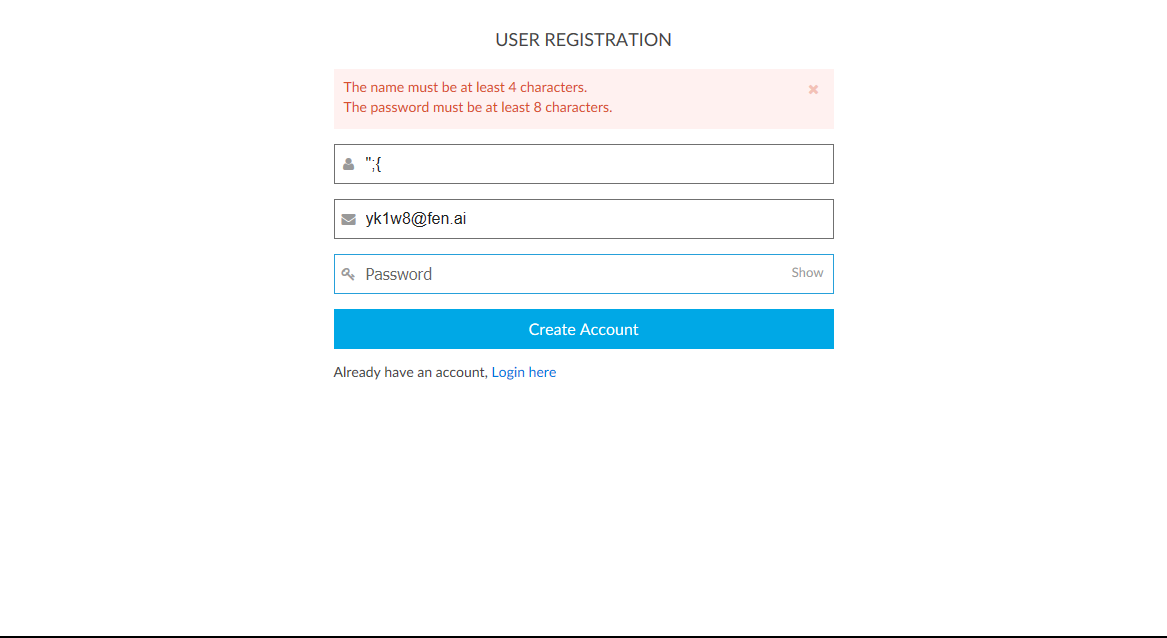 USER REGISTRATION
The name must be at least 4 characters.
The password must be at least 8 characters.
";{
yk1w8@fen.ai
Password Show
Create Account
Already have an account, Login here